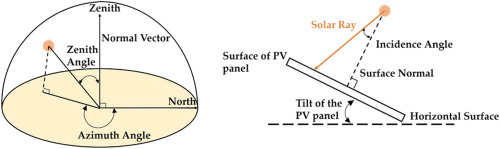 Zenith
Normal Vector
Zenith
Angle
North
Azimuth Angle
Solar Ray
Incidence Angle
Surface of PV
panel
Surface Normal
Tilt of the
PV panel
Horizontal Surface